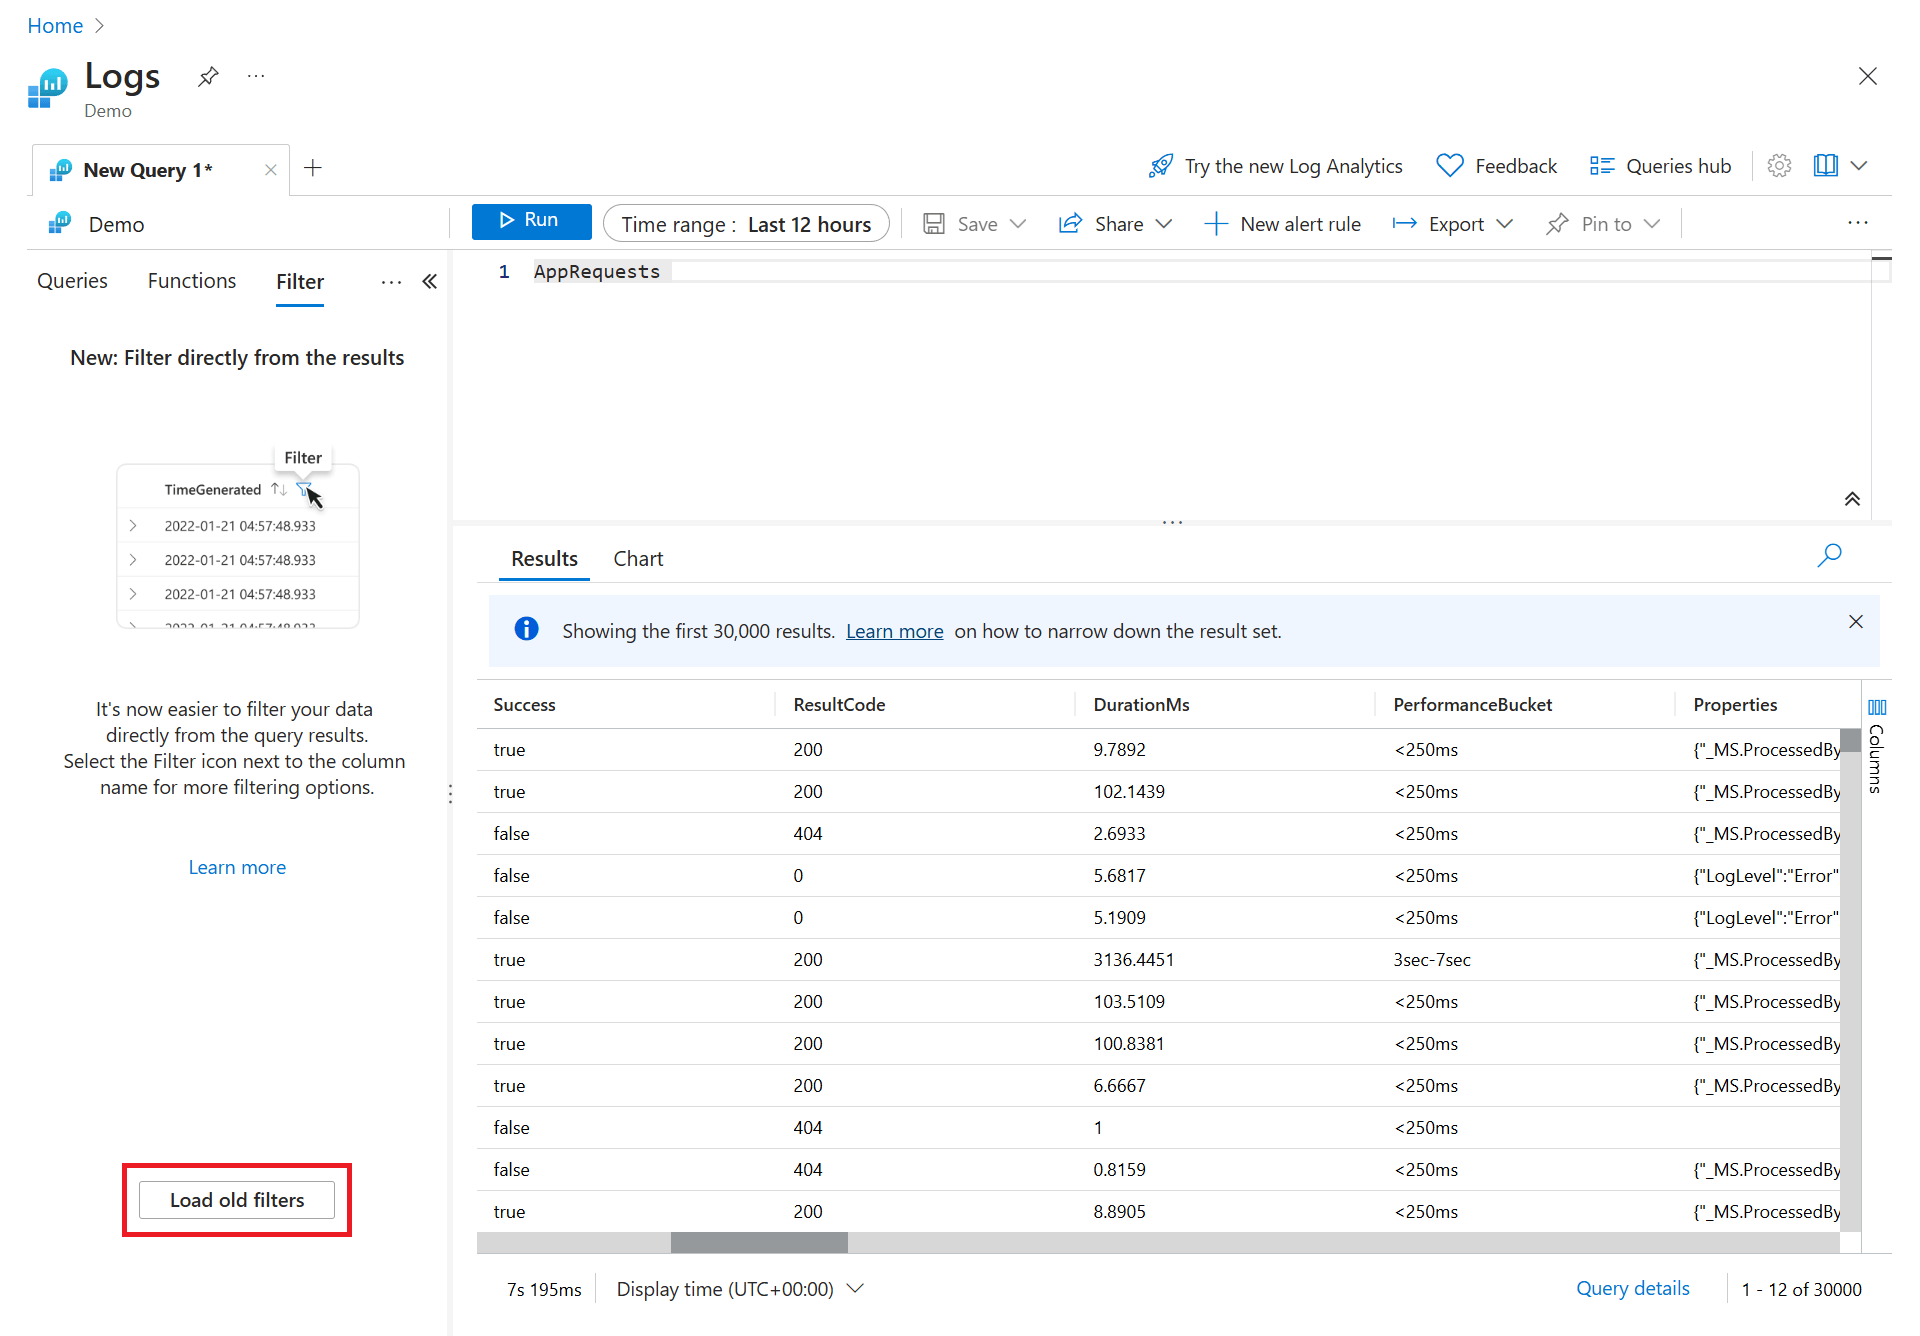 Home
Logs
Demo
New Query 1*
Try the new Log Analytics
Feedback
Queries hub
Demo
Run
Time range : Last 12 hours
Save
Share
New alert rule
Export
Pin to
Queries Functions Filter
1 AppRequests
New: Filter directly from the results
Filter
TimeGenerated
2022-01-21 04:57:48.933
2022-01-21 04:57:48.933
2022-01-21 04:57:48.933
It's now easier to filter your data
directly from the query results.
Select the Filter icon next to the column
name for more filtering options.
Learn more
Load old filters
Results Chart
Showing the first 30,000 results. Learn more on how to narrow down the result set.
Success ResultCode DurationMs PerformanceBucket Properties
true 200 9.7892 <250ms {"_MS.ProcessedBy
true 200 102.1439 <250ms {"_MS.ProcessedBy
false 404 2.6933 <250ms {"_MS.ProcessedBy
false 0 5.6817 <250ms {"LogLevel":"Error"
false 0 5.1909 <250ms {"LogLevel":"Error"
true 200 3136.4451 3sec-7sec {"_MS.ProcessedBy
true 200 103.5109 <250ms {"_MS.ProcessedBy
true 200 100.8381 <250ms {"_MS.ProcessedBy
true 200 6.6667 <250ms {"_MS.ProcessedBy
false 404 1 <250ms
false 404 0.8159 <250ms {"_MS.ProcessedBy
true 200 8.8905 <250ms {"_MS.ProcessedBy
Columns
7s 195ms
Display time (UTC+00:00)
Query details
1 - 12 of 30000